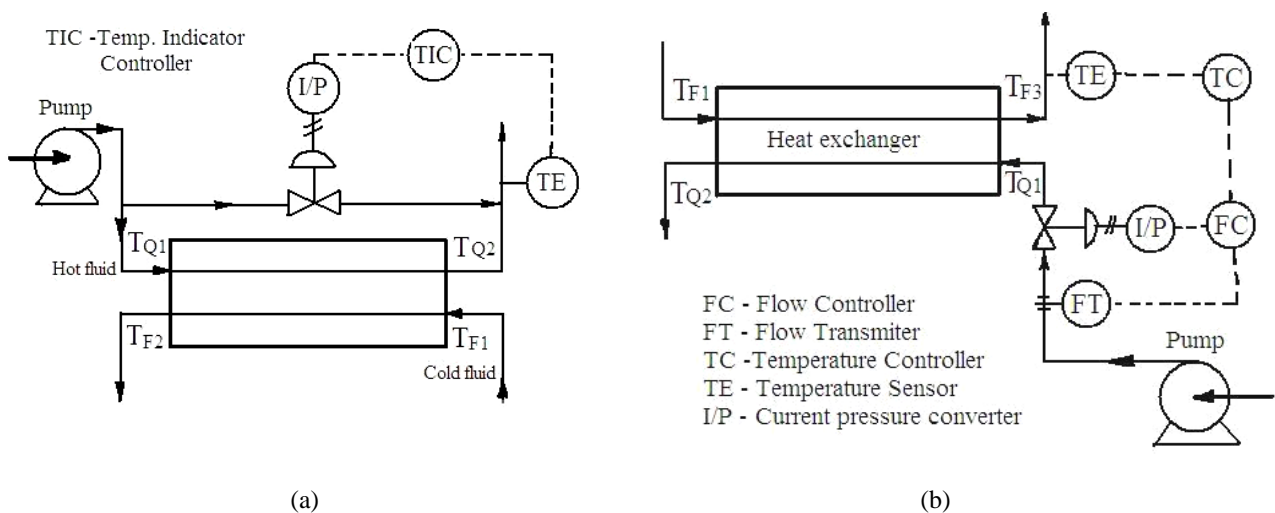 TIC -Temp. Indicator
Controller
TIC
I/P
Pump
TE
TQ1
TQ2
Hot fluid
TF2
TF1
Cold fluid
(a)
TF1
TF3
TE
TC
Heat exchanger
TQ2
TQ1
I/P
FC
FT
FC - Flow Controller
FT - Flow Transmiter
TC -Temperature Controller
TE - Temperature Sensor
I/P - Current pressure converter
Pump
(b)